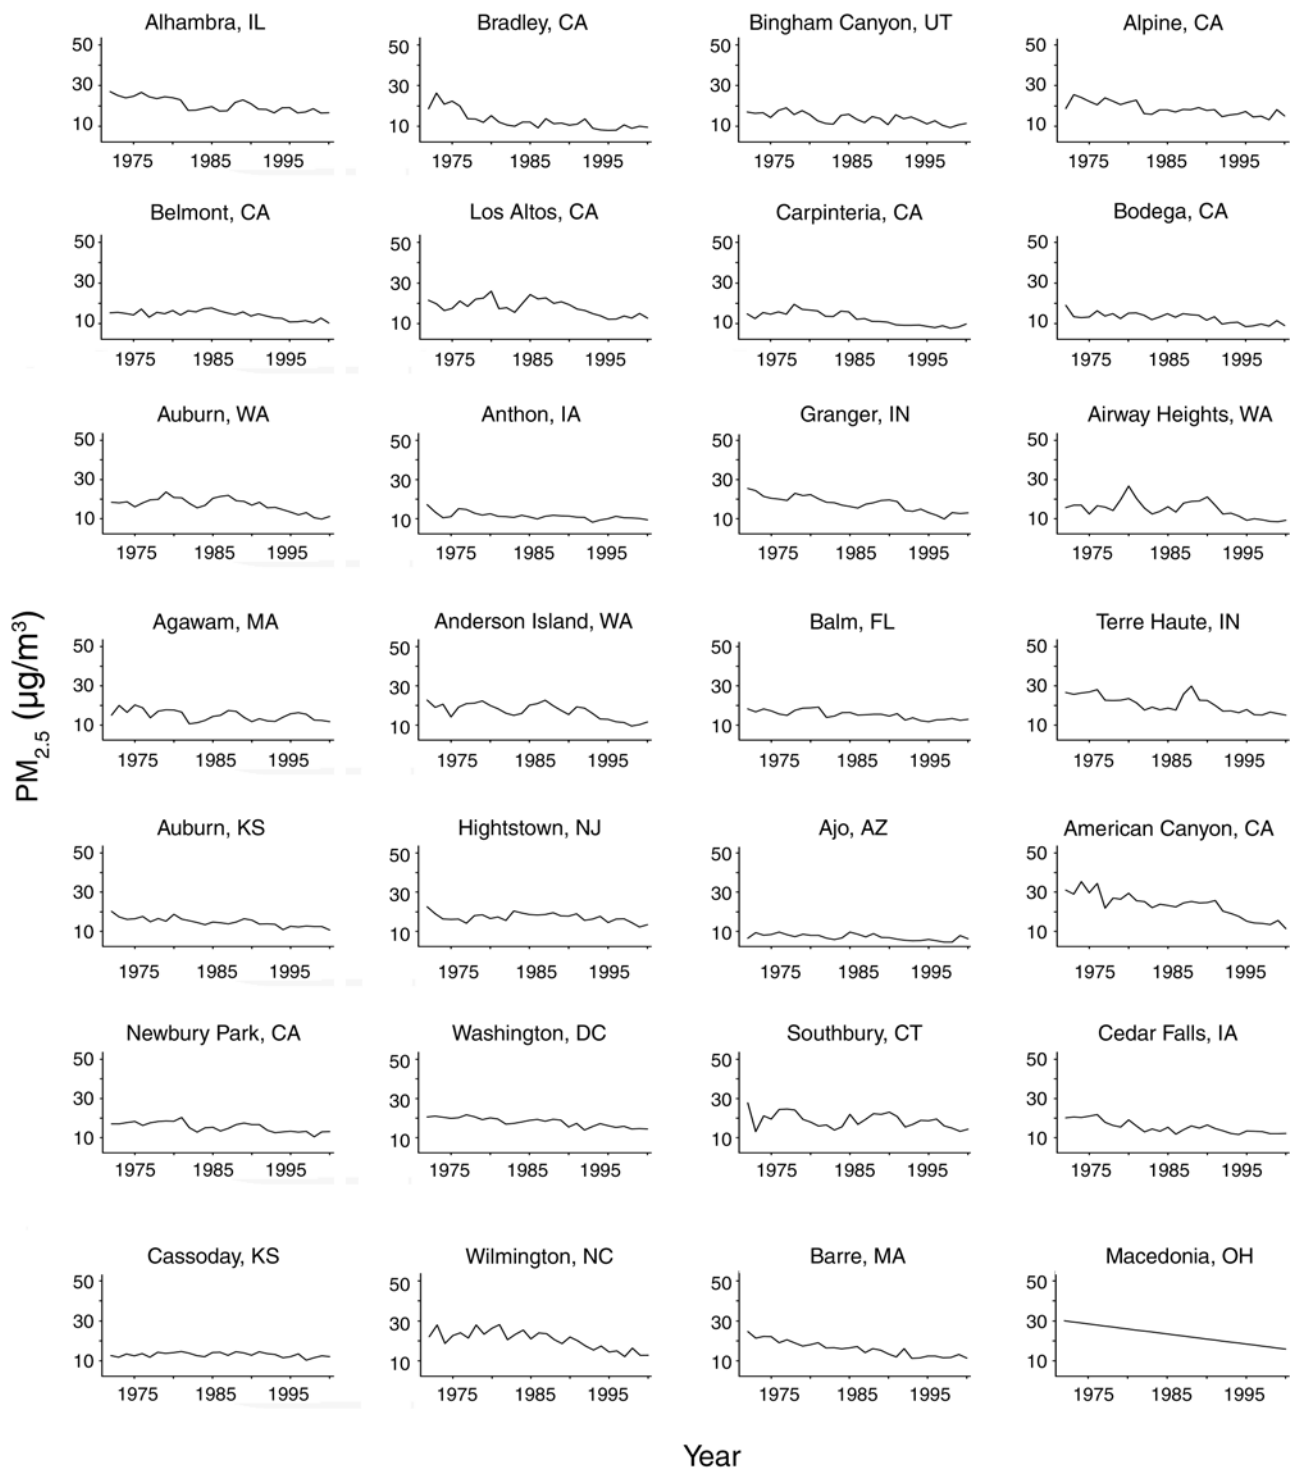 Alhambra, IL Bradley, CA Bingham Canyon, UT Alpine, CA
50 50 50 50
30 30 30 30
10 10 10 10
1975 1985 1995 1975 1985 1995 1975 1985 1995 1975 1985 1995
Belmont, CA Los Altos, CA Carpinteria, CA Bodega, CA
50 50 50 50
30 30 30 30
10 10 10 10
1975 1985 1995 1975 1985 1995 1975 1985 1995 1975 1985 1995
Auburn, WA Anthon, IA Granger, IN Airway Heights, WA
50 50 50 50
30 30 30 30
10 10 10 10
1975 1985 1995 1975 1985 1995 1975 1985 1995 1975 1985 1995
PM2.5 (µg/m³)
Agawam, MA Anderson Island, WA Balm, FL Terre Haute, IN
50 50 50 50
30 30 30 30
10 10 10 10
1975 1985 1995 1975 1985 1995 1975 1985 1995 1975 1985 1995
Auburn, KS Hightstown, NJ Ajo, AZ American Canyon, CA
50 50 50 50
30 30 30 30
10 10 10 10
1975 1985 1995 1975 1985 1995 1975 1985 1995 1975 1985 1995
Newbury Park, CA Washington, DC Southbury, CT Cedar Falls, IA
50 50 50 50
30 30 30 30
10 10 10 10
1975 1985 1995 1975 1985 1995 1975 1985 1995 1975 1985 1995
Cassoday, KS Wilmington, NC Barre, MA Macedonia, OH
50 50 50 50
30 30 30 30
10 10 10 10
1975 1985 1995 1975 1985 1995 1975 1985 1995 1975 1985 1995
Year